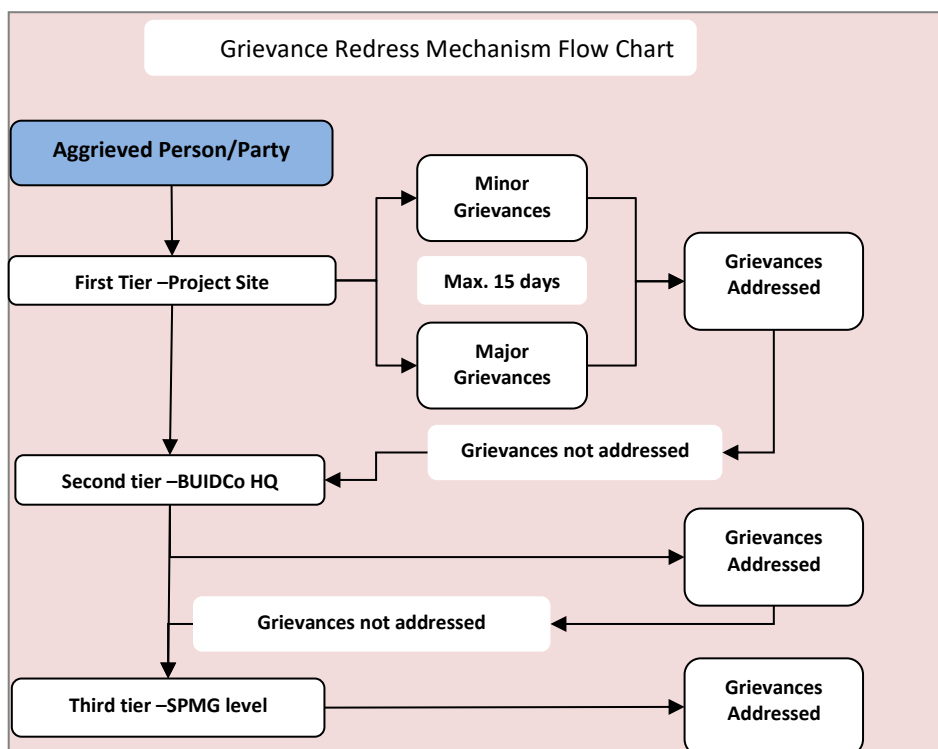 Grievance Redress Mechanism Flow Chart
Aggrieved Person/Party
Minor
Grievances
First Tier –Project Site
Max. 15 days
Grievances
Addressed
Major
Grievances
Grievances not addressed
Second tier –BUIDCo HQ
Grievances
Addressed
Grievances not addressed
Third tier –SPMG level
Grievances
Addressed